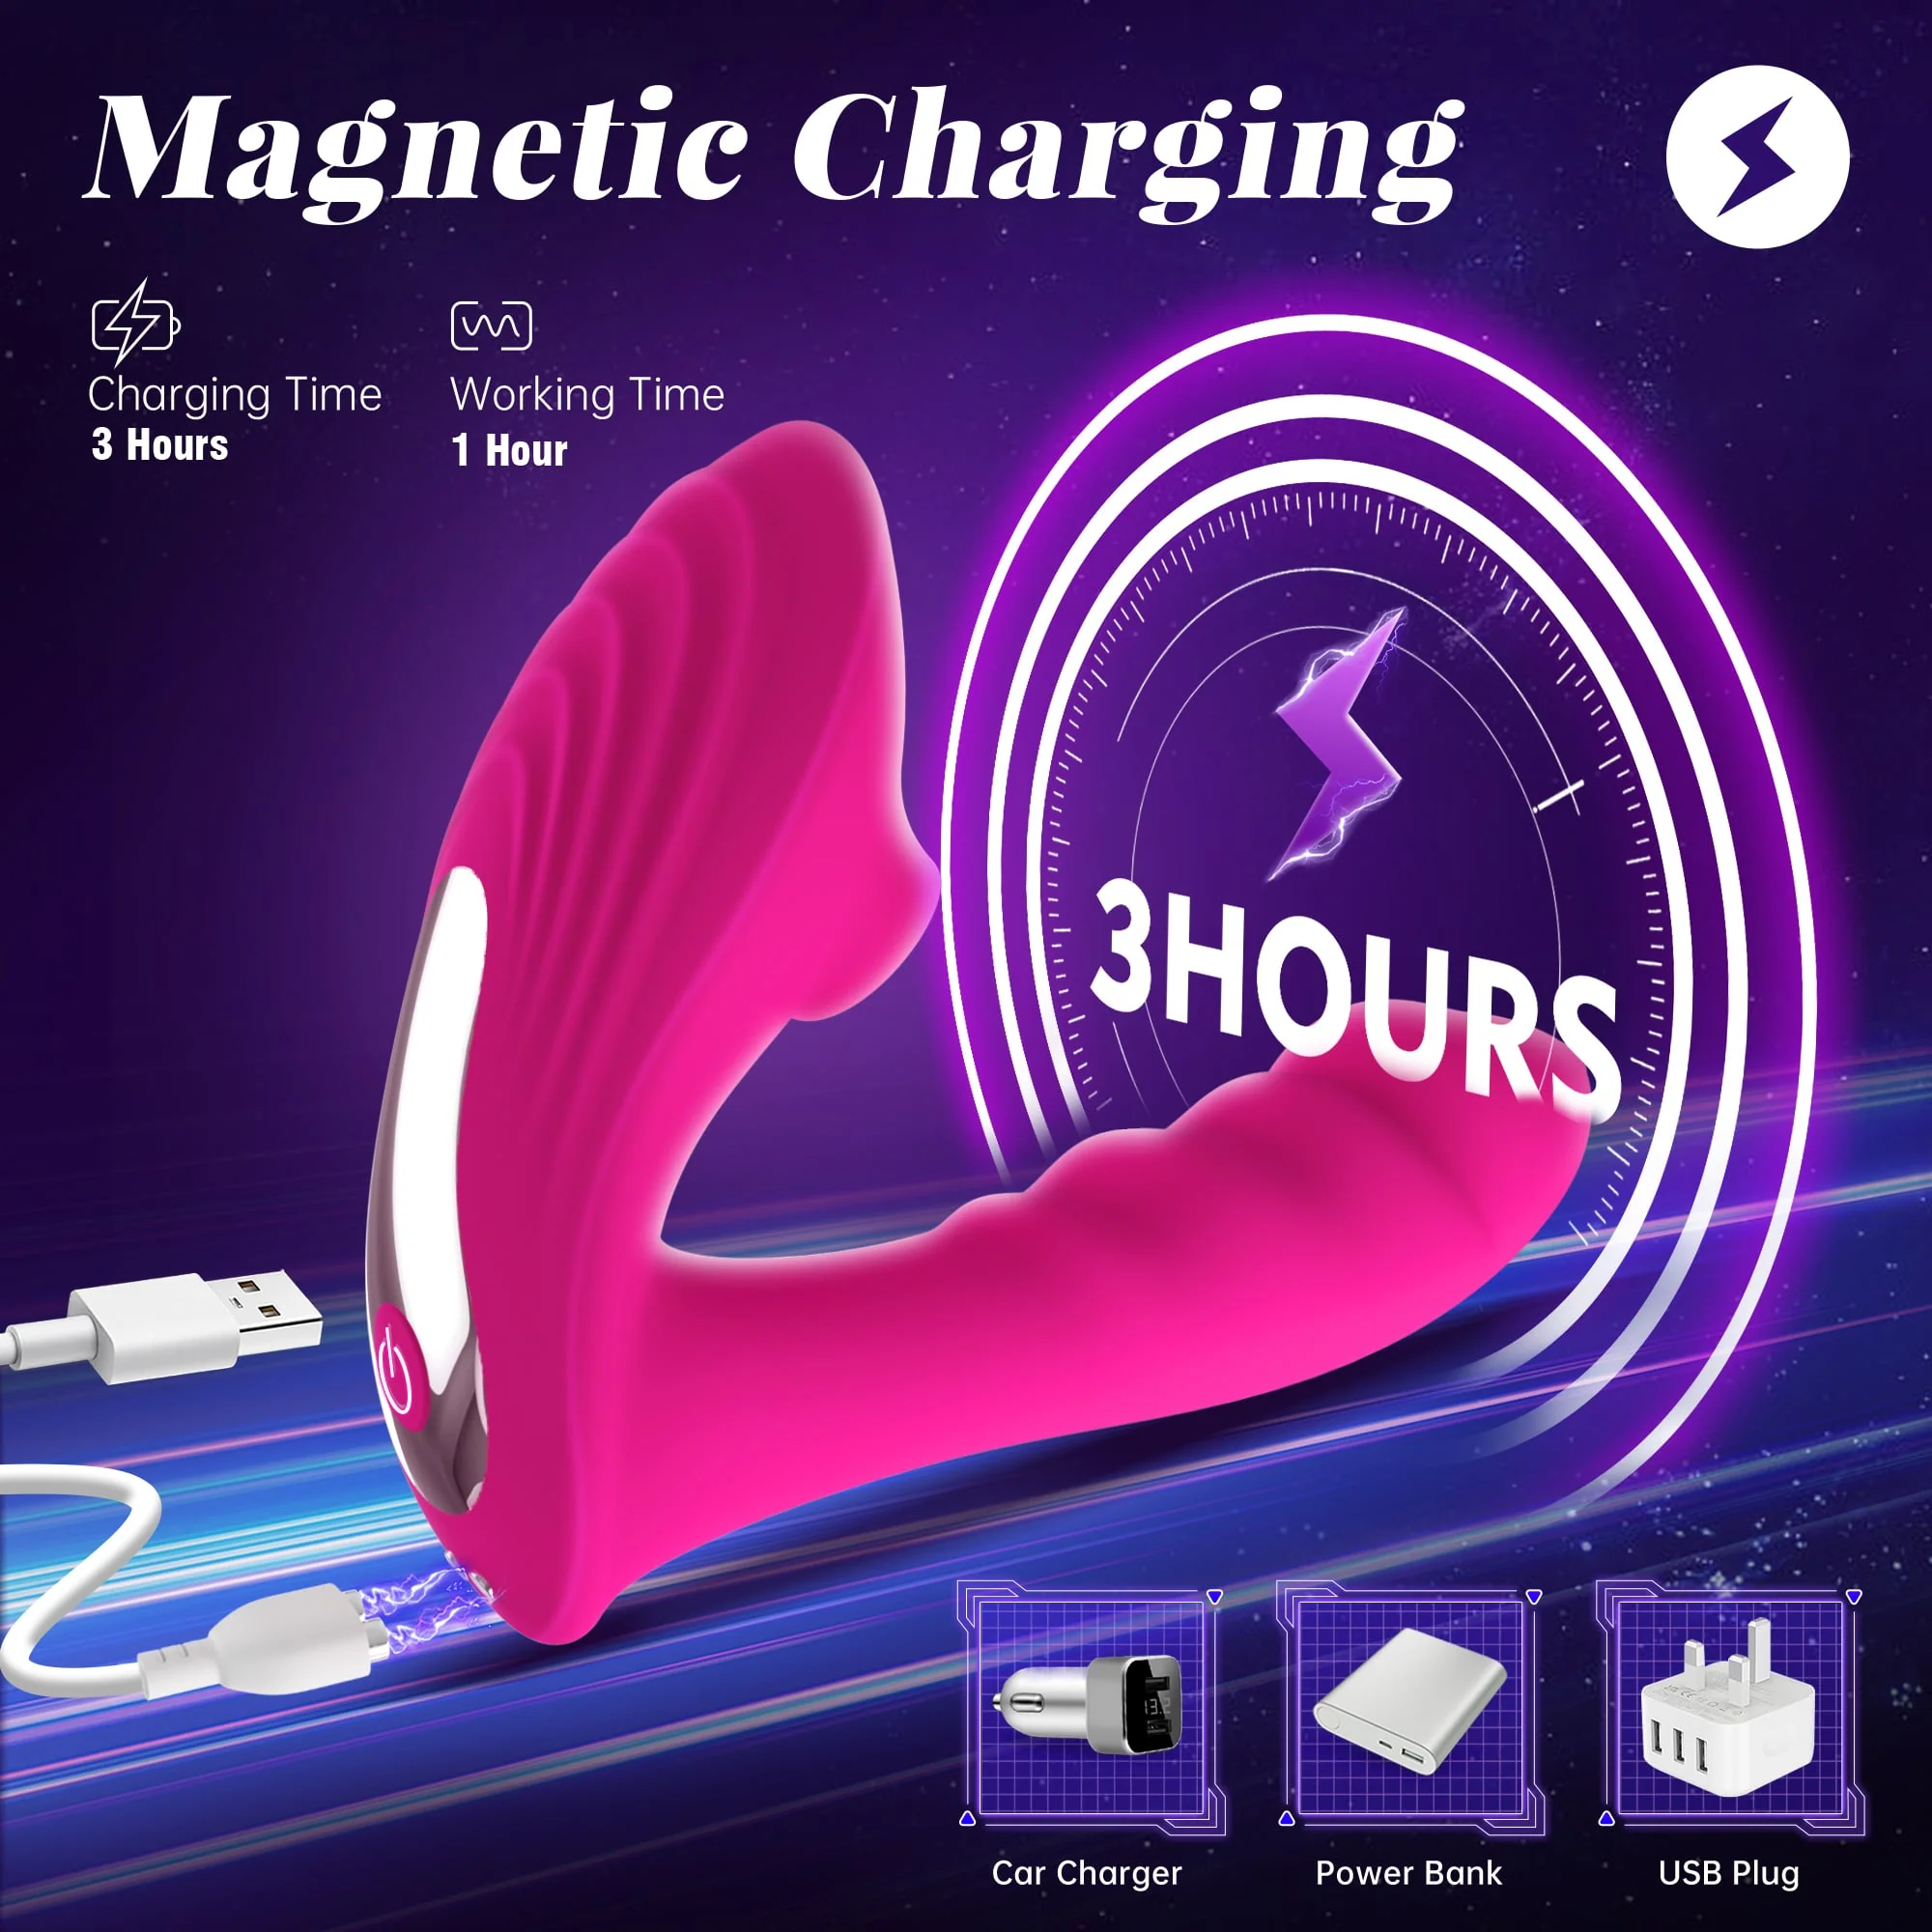 Magnetic Charging
Charging Time
3 Hours
Working Time
1 Hour
3HOURS
Car Charger
Power Bank
USB Plug